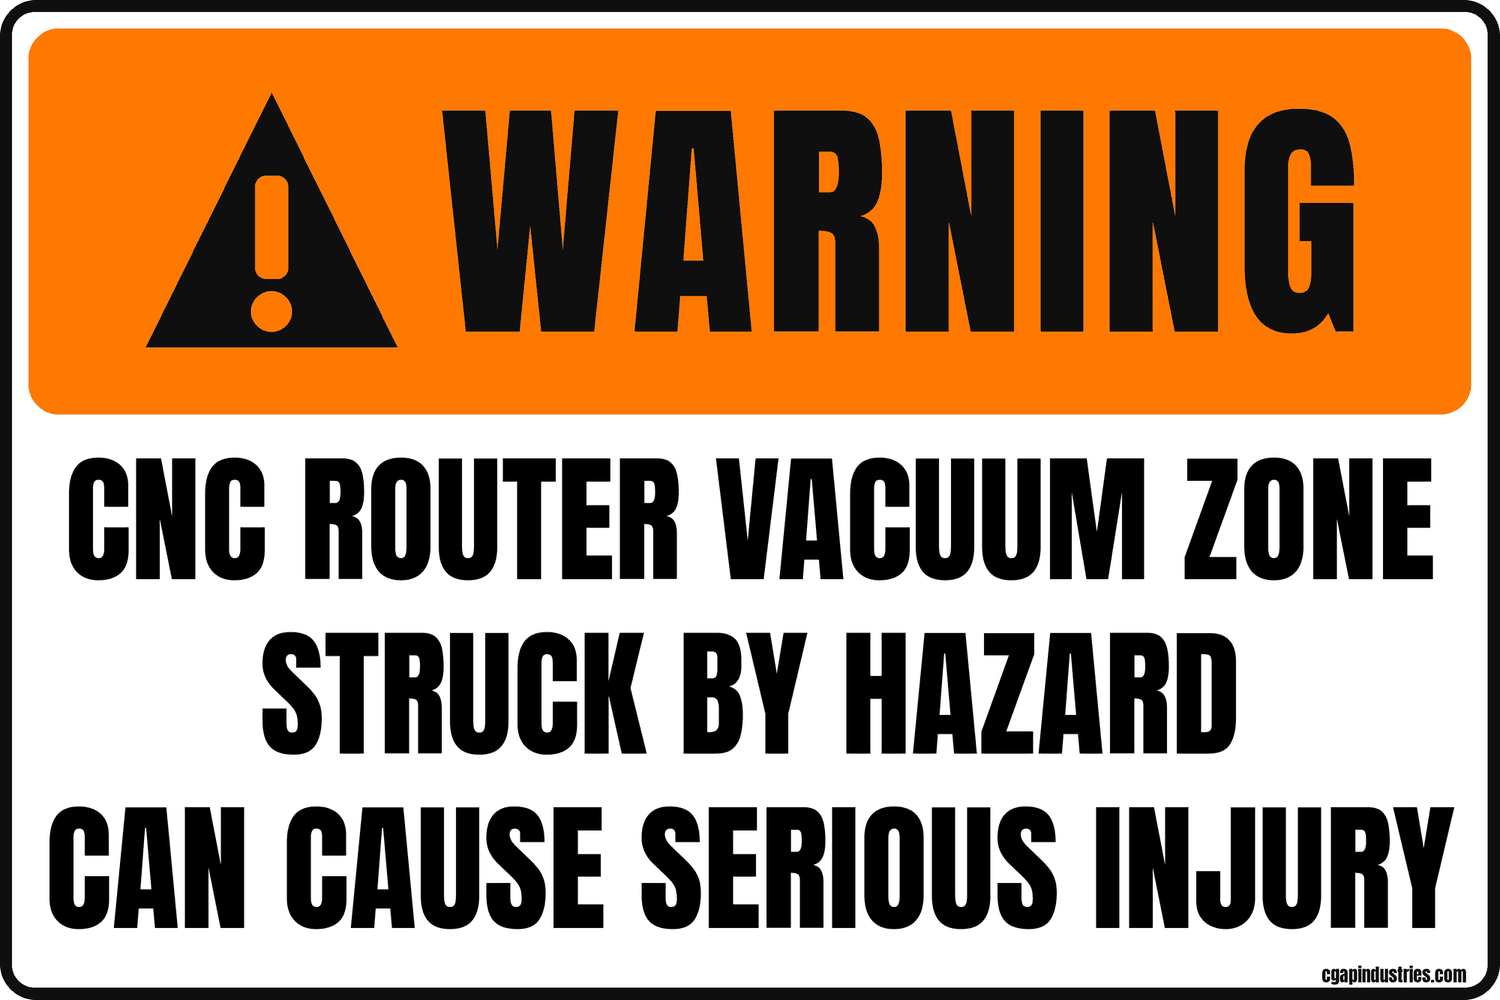 WARNING
CNC ROUTER VACUUM ZONE
STRUCK BY HAZARD
CAN CAUSE SERIOUS INJURY
cgapindustries.com